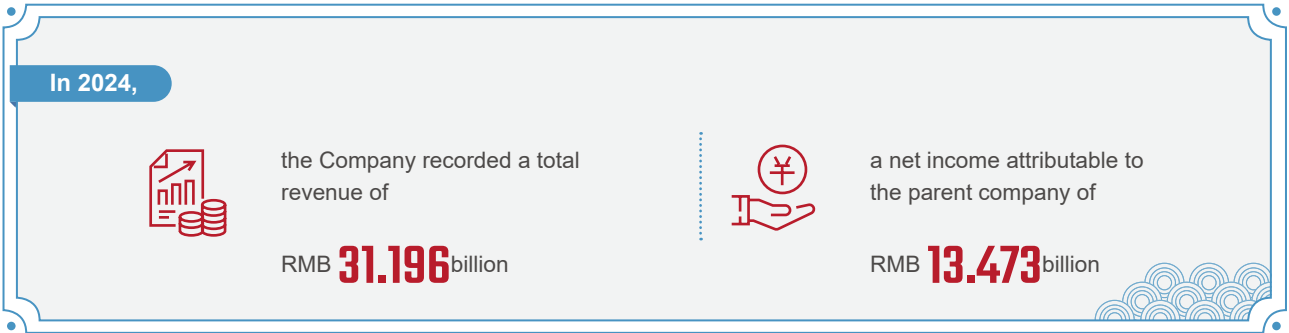 In 2024,
the Company recorded a total
revenue of
RMB 31.196 billion
a net income attributable to
the parent company of
RMB 13.473 billion